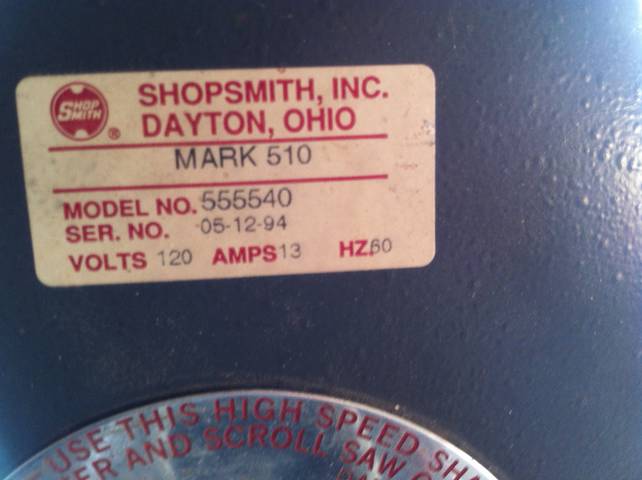 SHOP
SMITH
®
SHOPSMITH, INC.
DAYTON, OHIO
MARK 510
MODEL NO. 555540
SER. NO. 05-12-94
VOLTS 120 AMPS 13 HZ. 60
USE THIS HIGH SPEED
AND SCROLL SAW